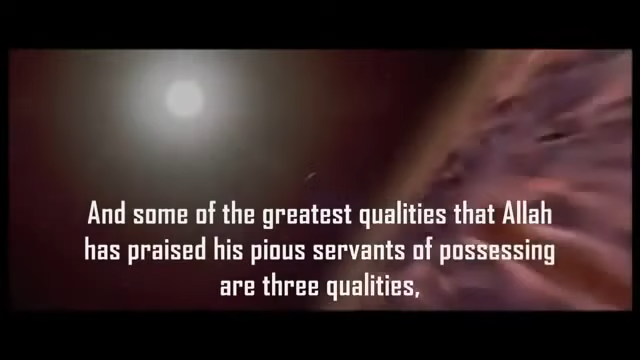 And some of the greatest qualities that Allah
has praised his pious servants of possessing
are three qualities,